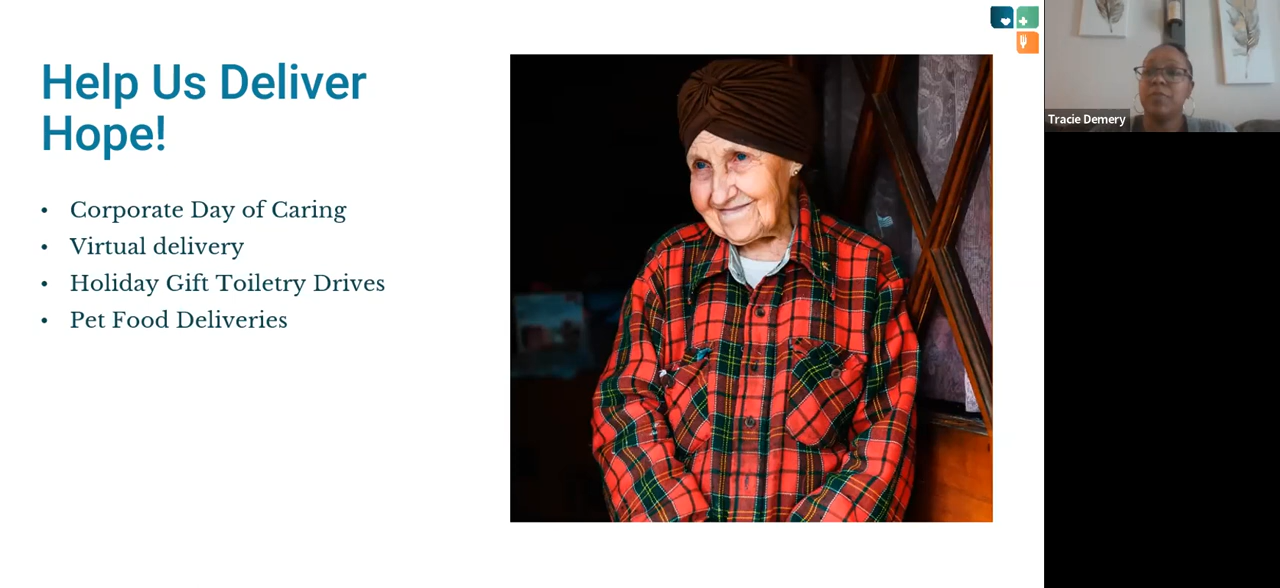 Help Us Deliver
Hope!
• Corporate Day of Caring
• Virtual delivery
• Holiday Gift Toiletry Drives
• Pet Food Deliveries
Tracie Demery